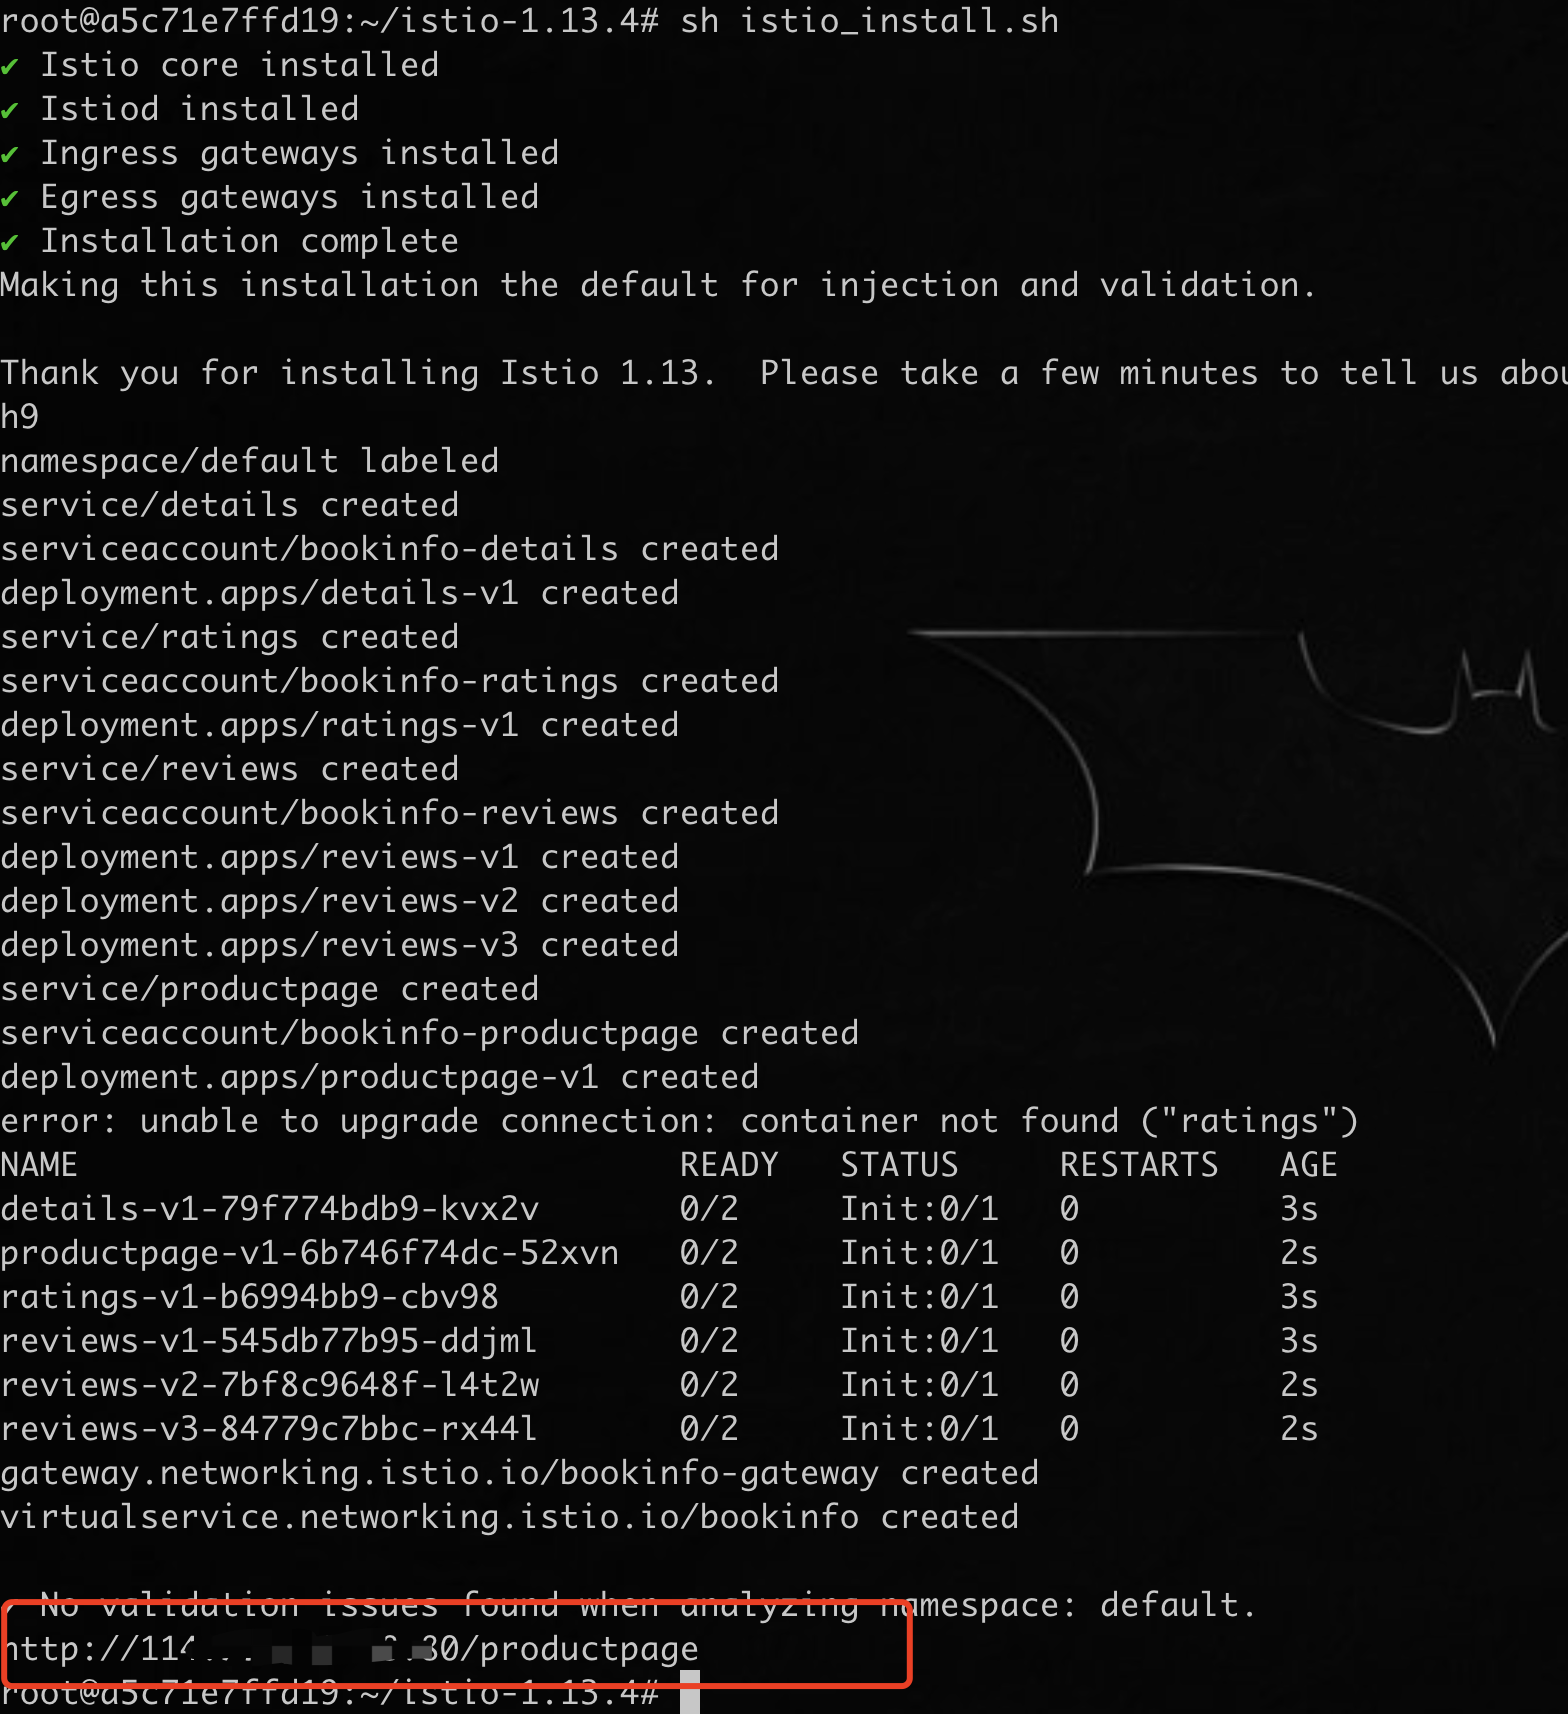 root@a5c71e7ffd19:~/istio-1.13.4# sh istio_install.sh
✔ Istio core installed
✔ Istiod installed
✔ Ingress gateways installed
✔ Egress gateways installed
✔ Installation complete
Making this installation the default for injection and validation.
Thank you for installing Istio 1.13.  Please take a few minutes to tell us abou
h9
namespace/default labeled
service/details created
serviceaccount/bookinfo-details created
deployment.apps/details-v1 created
service/ratings created
serviceaccount/bookinfo-ratings created
deployment.apps/ratings-v1 created
service/reviews created
serviceaccount/bookinfo-reviews created
deployment.apps/reviews-v1 created
deployment.apps/reviews-v2 created
deployment.apps/reviews-v3 created
service/productpage created
serviceaccount/bookinfo-productpage created
deployment.apps/productpage-v1 created
error: unable to upgrade connection: container not found ("ratings")
NAME READY STATUS RESTARTS AGE
details-v1-79f774bdb9-kvx2v 0/2 Init:0/1 0 3s
productpage-v1-6b746f74dc-52xvn 0/2 Init:0/1 0 2s
ratings-v1-b6994bb9-cbv98 0/2 Init:0/1 0 3s
reviews-v1-545db77b95-ddjml 0/2 Init:0/1 0 3s
reviews-v2-7bf8c9648f-l4t2w 0/2 Init:0/1 0 2s
reviews-v3-84779c7bbc-rx44l 0/2 Init:0/1 0 2s
gateway.networking.istio.io/bookinfo-gateway created
virtualservice.networking.istio.io/bookinfo created
No validation issues found when analyzing namespace: default.
http://114 80/productpage
root@a5c71e7ffd19:~/istio-1.13.4#